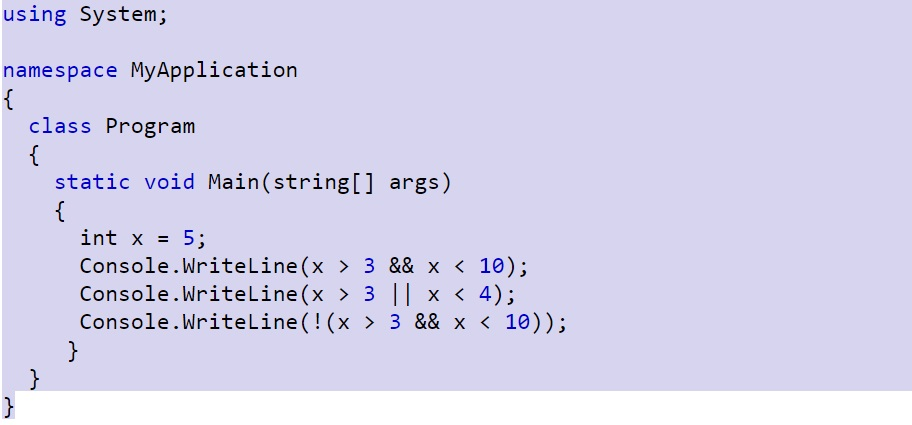 using System;

namespace MyApplication
{
  class Program
  {
    static void Main(string[] args)
    {
      int x = 5;
      Console.WriteLine(x > 3 && x < 10);
      Console.WriteLine(x > 3 || x < 4);
      Console.WriteLine(!(x > 3 && x < 10));
     }
  }
}